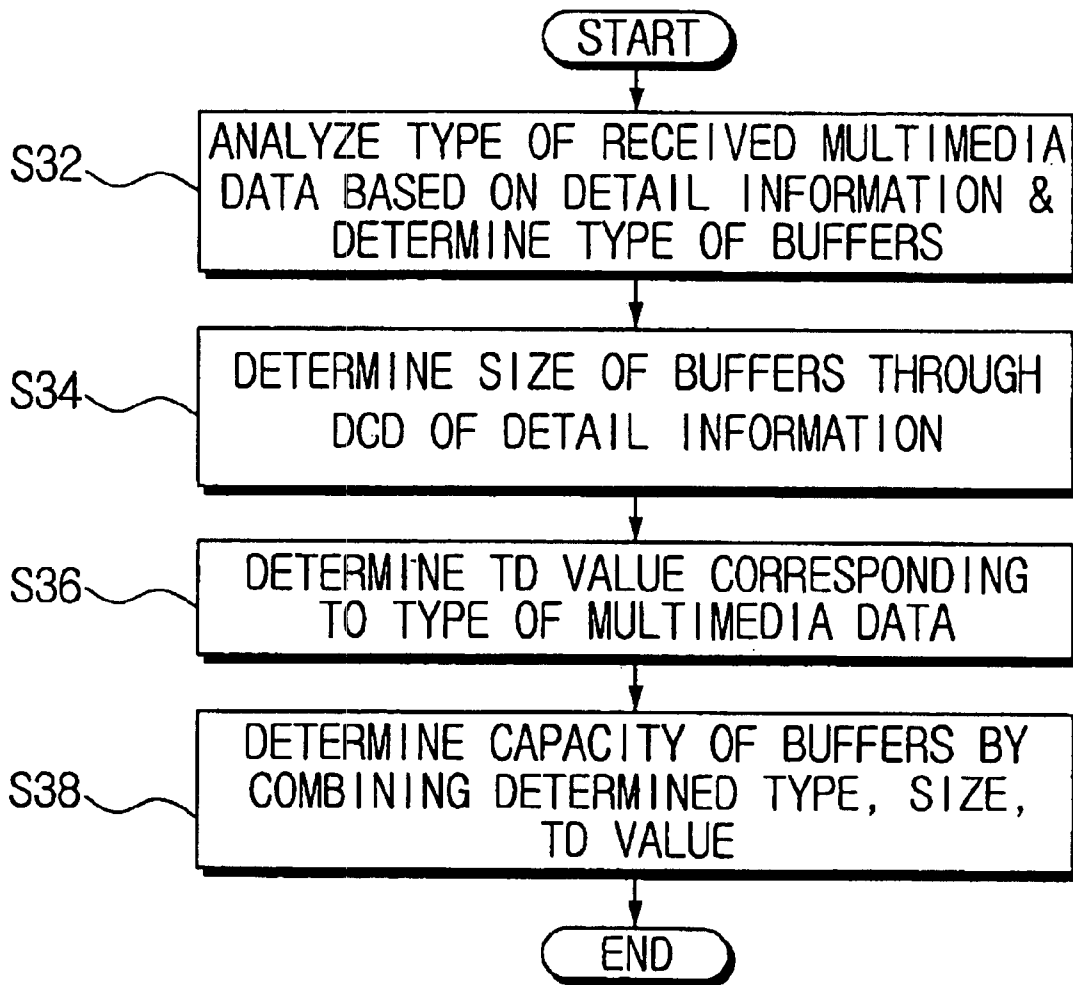 START
S32
ANALYZE TYPE OF RECEIVED MULTIMEDIA
DATA BASED ON DETAIL INFORMATION &
DETERMINE TYPE OF BUFFERS
S34
DETERMINE SIZE OF BUFFERS THROUGH
DCD OF DETAIL INFORMATION
S36
DETERMINE TD VALUE CORRESPONDING
TO TYPE OF MULTIMEDIA DATA
S38
DETERMINE CAPACITY OF BUFFERS BY
COMBINING DETERMINED TYPE, SIZE,
TD VALUE
END